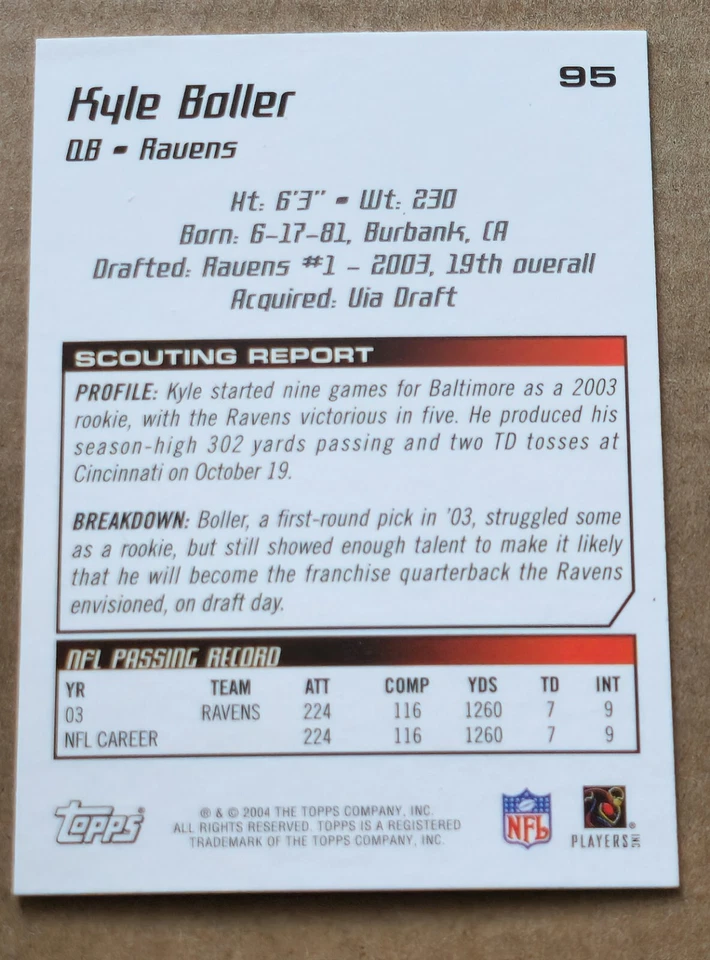 95
Kyle Boller
QB - Ravens
Ht: 6'3" - Wt: 230
Born: 6-17-81, Burbank, CA
Drafted: Ravens #1 - 2003, 19th overall
Acquired: Via Draft
SCOUTING REPORT
PROFILE: Kyle started nine games for Baltimore as a 2003
rookie, with the Ravens victorious in five. He produced his
season-high 302 yards passing and two TD tosses at
Cincinnati on October 19.
BREAKDOWN: Boller, a first-round pick in '03, struggled some
as a rookie, but still showed enough talent to make it likely
that he will become the franchise quarterback the Ravens
envisioned, on draft day.
NFL PASSING RECORD
YR TEAM ATT COMP YDS TD INT
03 RAVENS 224 116 1260 7 9
NFL CAREER 224 116 1260 7 9
Topps®
® & © 2004 THE TOPPS COMPANY, INC.
ALL RIGHTS RESERVED. TOPPS IS A REGISTERED
TRADEMARK OF THE TOPPS COMPANY, INC.
NFL
PLAYERS INC ®